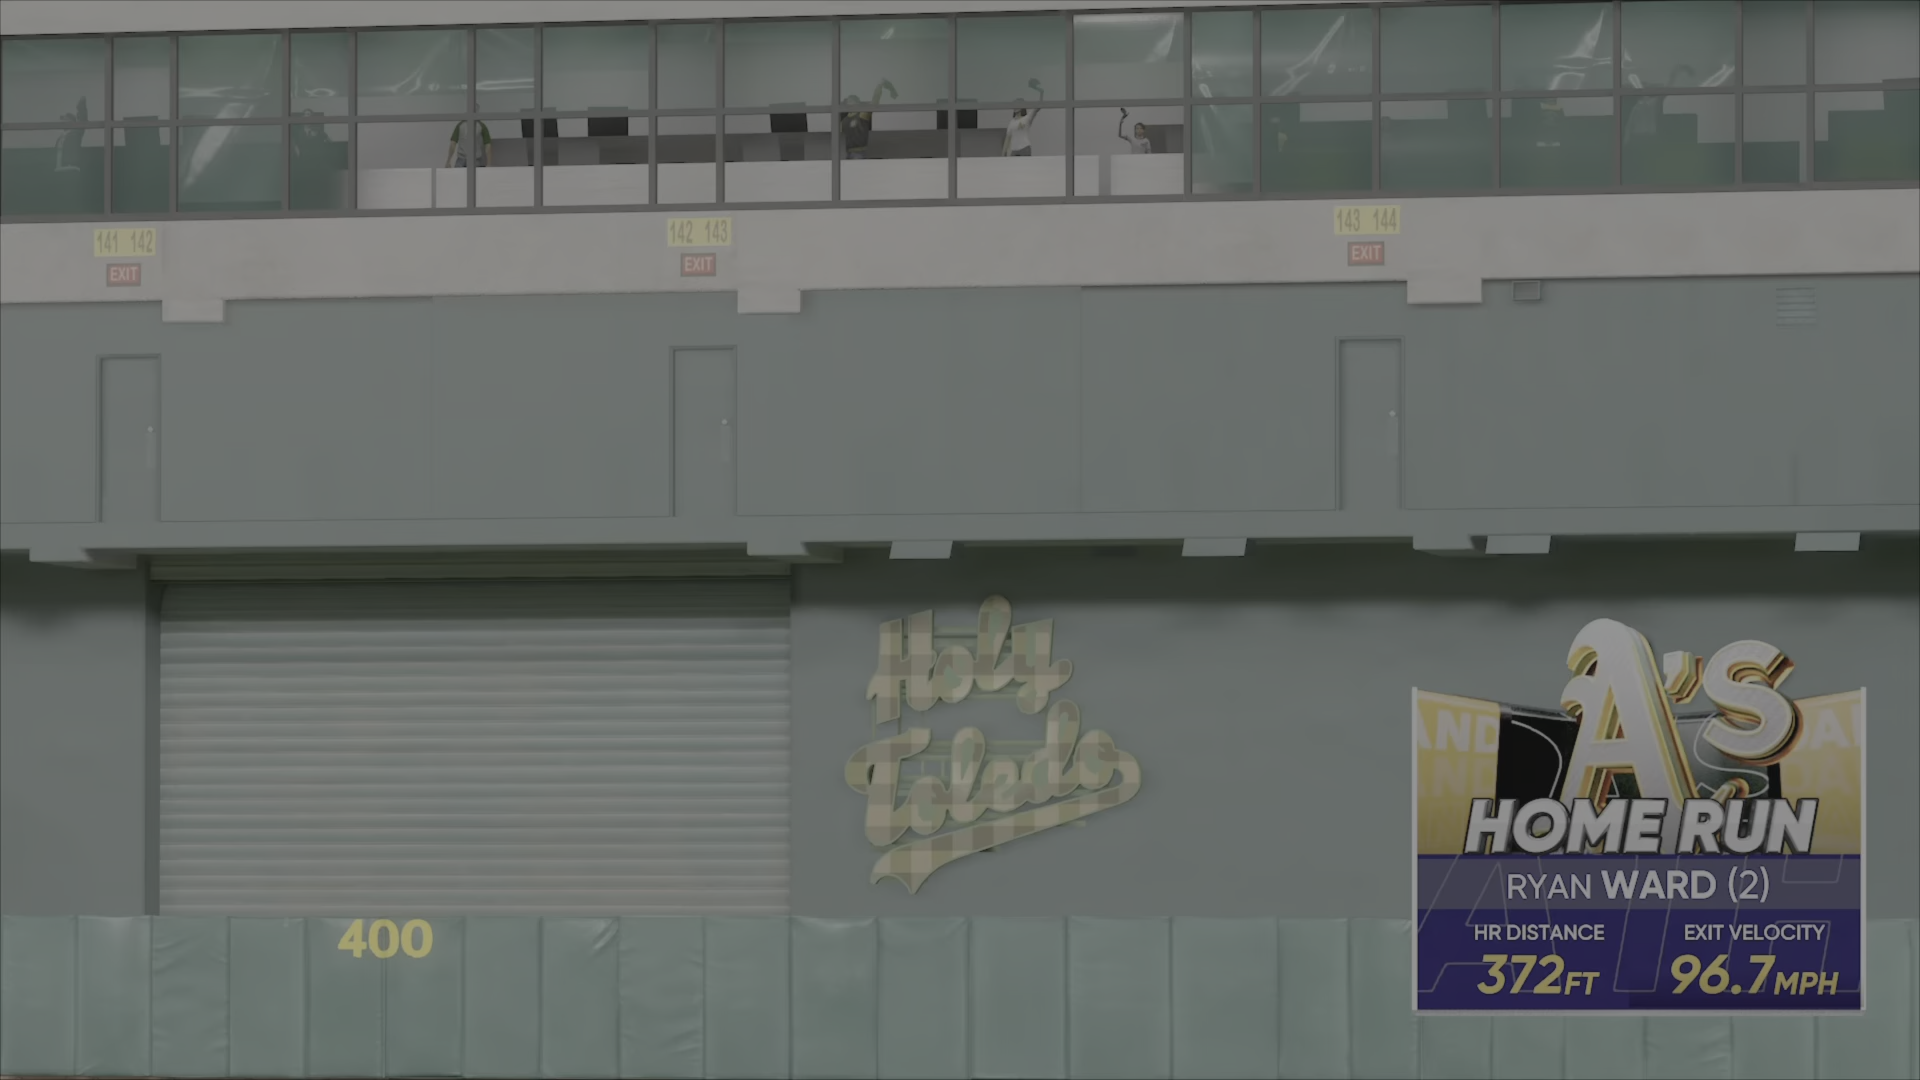 141 142
EXIT
142 143
EXIT
143 144
EXIT
Holy
Toledo
400
A's
HOME RUN
RYAN WARD (2)
HR DISTANCE EXIT VELOCITY
372FT 96.7MPH